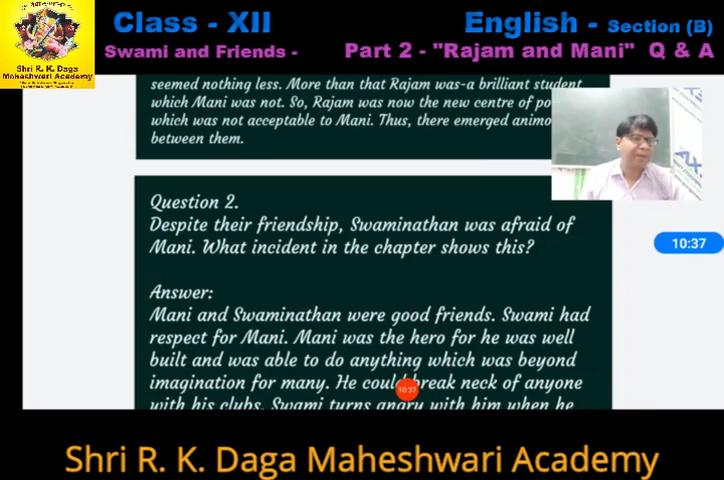 Class - XII
English - Section (B)
Swami and Friends -
Part 2 - "Rajam and Mani" Q & A
Shri R. K. Daga
Maheshwari Academy
seemed nothing less. More than that Rajam was-a brilliant student
which Mani was not. So, Rajam was now the new centre of po
which was not acceptable to Mani. Thus, there emerged animo
between them.
Question 2.
Despite their friendship, Swaminathan was afraid of
Mani. What incident in the chapter shows this?
10:37
Answer:
Mani and Swaminathan were good friends. Swami had
respect for Mani. Mani was the hero for he was well
built and was able to do anything which was beyond
imagination for many. He could break neck of anyone
10:37
with his clubs. Swami turns angry with him when he
Shri R. K. Daga Maheshwari Academy